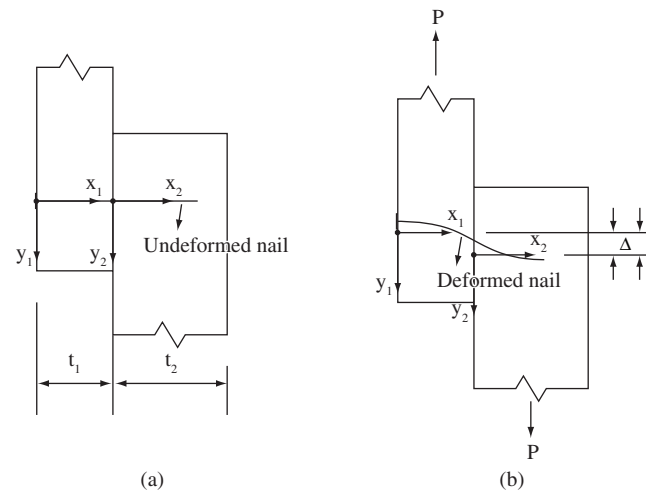 x₁
x₂
Undeformed nail
y₁
y₂
t₁
t₂
(a)
P
x₁
x₂
Δ
Deformed nail
y₁
y₂
P
(b)